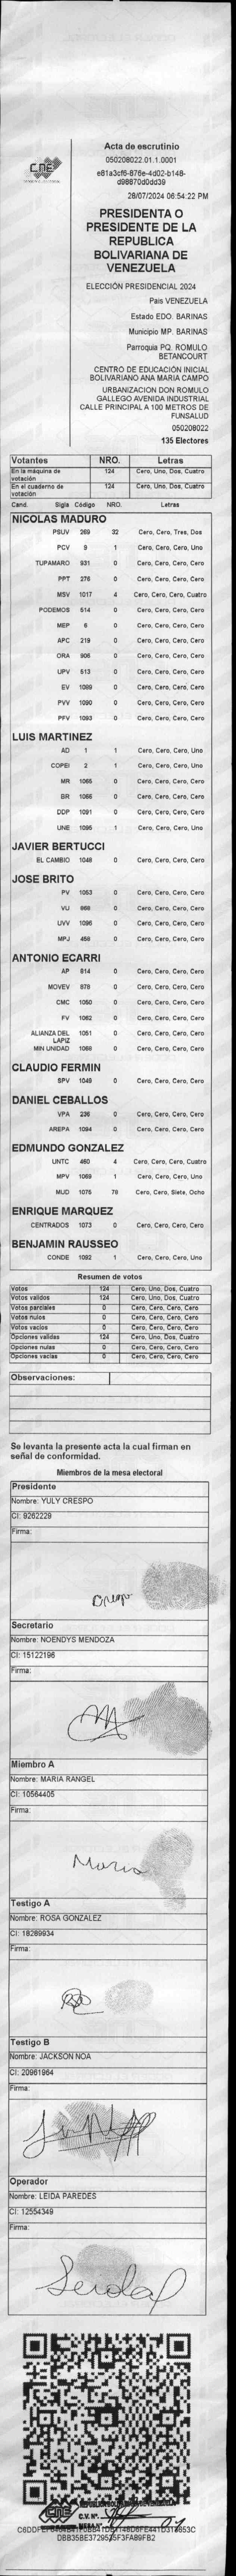 CNE
Acta de escrutinio
050208022.01.1.0001
e81a3cf6-876e-4d02-b148-
d98870d0dd39
28/07/2024 06:54:22 PM
PRESIDENTA O
PRESIDENTE DE LA
REPUBLICA
BOLIVARIANA DE
VENEZUELA
ELECCIÓN PRESIDENCIAL 2024
Pais VENEZUELA
Estado EDO. BARINAS
Municipio MP. BARINAS
Parroquia PQ. ROMULO
BETANCOURT
CENTRO DE EDUCACIÓN INICIAL
BOLIVARIANO ANA MARIA CAMPO
URBANIZACION DON ROMULO
GALLEGO AVENIDA INDUSTRIAL
CALLE PRINCIPAL A 100 METROS DE
FUNSALUD
050208022
135 Electores
Votantes NRO. Letras
En la máquina de
votación 124 Cero, Uno, Dos, Cuatro
En el cuaderno de
votación 124 Cero, Uno, Dos, Cuatro
Cand. Sigla Código NRO. Letras
NICOLAS MADURO
PSUV 269 32 Cero, Cero, Tres, Dos
PCV 9 1 Cero, Cero, Cero, Uno
TUPAMARO 931 0 Cero, Cero, Cero, Cero
PPT 276 0 Cero, Cero, Cero, Cero
MSV 1017 4 Cero, Cero, Cero, Cuatro
PODEMOS 514 0 Cero, Cero, Cero, Cero
MEP 6 0 Cero, Cero, Cero, Cero
APC 219 0 Cero, Cero, Cero, Cero
ORA 906 0 Cero, Cero, Cero, Cero
UPV 513 0 Cero, Cero, Cero, Cero
EV 1089 0 Cero, Cero, Cero, Cero
PVV 1090 0 Cero, Cero, Cero, Cero
PFV 1093 0 Cero, Cero, Cero, Cero
LUIS MARTINEZ
AD 1 1 Cero, Cero, Cero, Uno
COPEI 2 1 Cero, Cero, Cero, Uno
MR 1065 0 Cero, Cero, Cero, Cero
BR 1066 0 Cero, Cero, Cero, Cero
DDP 1091 0 Cero, Cero, Cero, Cero
UNE 1095 1 Cero, Cero, Cero, Uno
JAVIER BERTUCCI
EL CAMBIO 1048 0 Cero, Cero, Cero, Cero
JOSE BRITO
PV 1053 0 Cero, Cero, Cero, Cero
VU 868 0 Cero, Cero, Cero, Cero
UVV 1096 0 Cero, Cero, Cero, Cero
MPJ 458 0 Cero, Cero, Cero, Cero
ANTONIO ECARRI
AP 814 0 Cero, Cero, Cero, Cero
MOVEV 878 0 Cero, Cero, Cero, Cero
CMC 1050 0 Cero, Cero, Cero, Cero
FV 1062 0 Cero, Cero, Cero, Cero
ALIANZA DEL
LAPIZ 1051 0 Cero, Cero, Cero, Cero
MIN UNIDAD 1068 0 Cero, Cero, Cero, Cero
CLAUDIO FERMIN
SPV 1049 0 Cero, Cero, Cero, Cero
DANIEL CEBALLOS
VPA 236 0 Cero, Cero, Cero, Cero
AREPA 1094 0 Cero, Cero, Cero, Cero
EDMUNDO GONZALEZ
UNTC 460 4 Cero, Cero, Cero, Cuatro
MPV 1069 1 Cero, Cero, Cero, Uno
MUD 1075 78 Cero, Cero, Siete, Ocho
ENRIQUE MARQUEZ
CENTRADOS 1073 0 Cero, Cero, Cero, Cero
BENJAMIN RAUSSEO
CONDE 1092 1 Cero, Cero, Cero, Uno
Resumen de votos
Votos 124 Cero, Uno, Dos, Cuatro
Votos validos 124 Cero, Uno, Dos, Cuatro
Votos parciales 0 Cero, Cero, Cero, Cero
Votos nulos 0 Cero, Cero, Cero, Cero
Votos vacios 0 Cero, Cero, Cero, Cero
Opciones validas 124 Cero, Uno, Dos, Cuatro
Opciones nulas 0 Cero, Cero, Cero, Cero
Opciones vacias 0 Cero, Cero, Cero, Cero
Observaciones:
Se levanta la presente acta la cual firman en
señal de conformidad.
Miembros de la mesa electoral
Presidente
Nombre: YULY CRESPO
CI: 9262229
Firma:
Crespo
Secretario
Nombre: NOENDYS MENDOZA
CI: 15122196
Firma:
Miembro A
Nombre: MARIA RANGEL
CI: 10564405
Firma:
Maria
Testigo A
Nombre: ROSA GONZALEZ
CI: 18289934
Firma:
Testigo B
Nombre: JACKSON NOA
CI: 20961964
Firma:
Operador
Nombre: LEIDA PAREDES
CI: 12554349
Firma:
CNE
C.V. N°
MESA N° 01
DBB35BE3729535F3FA89FB2